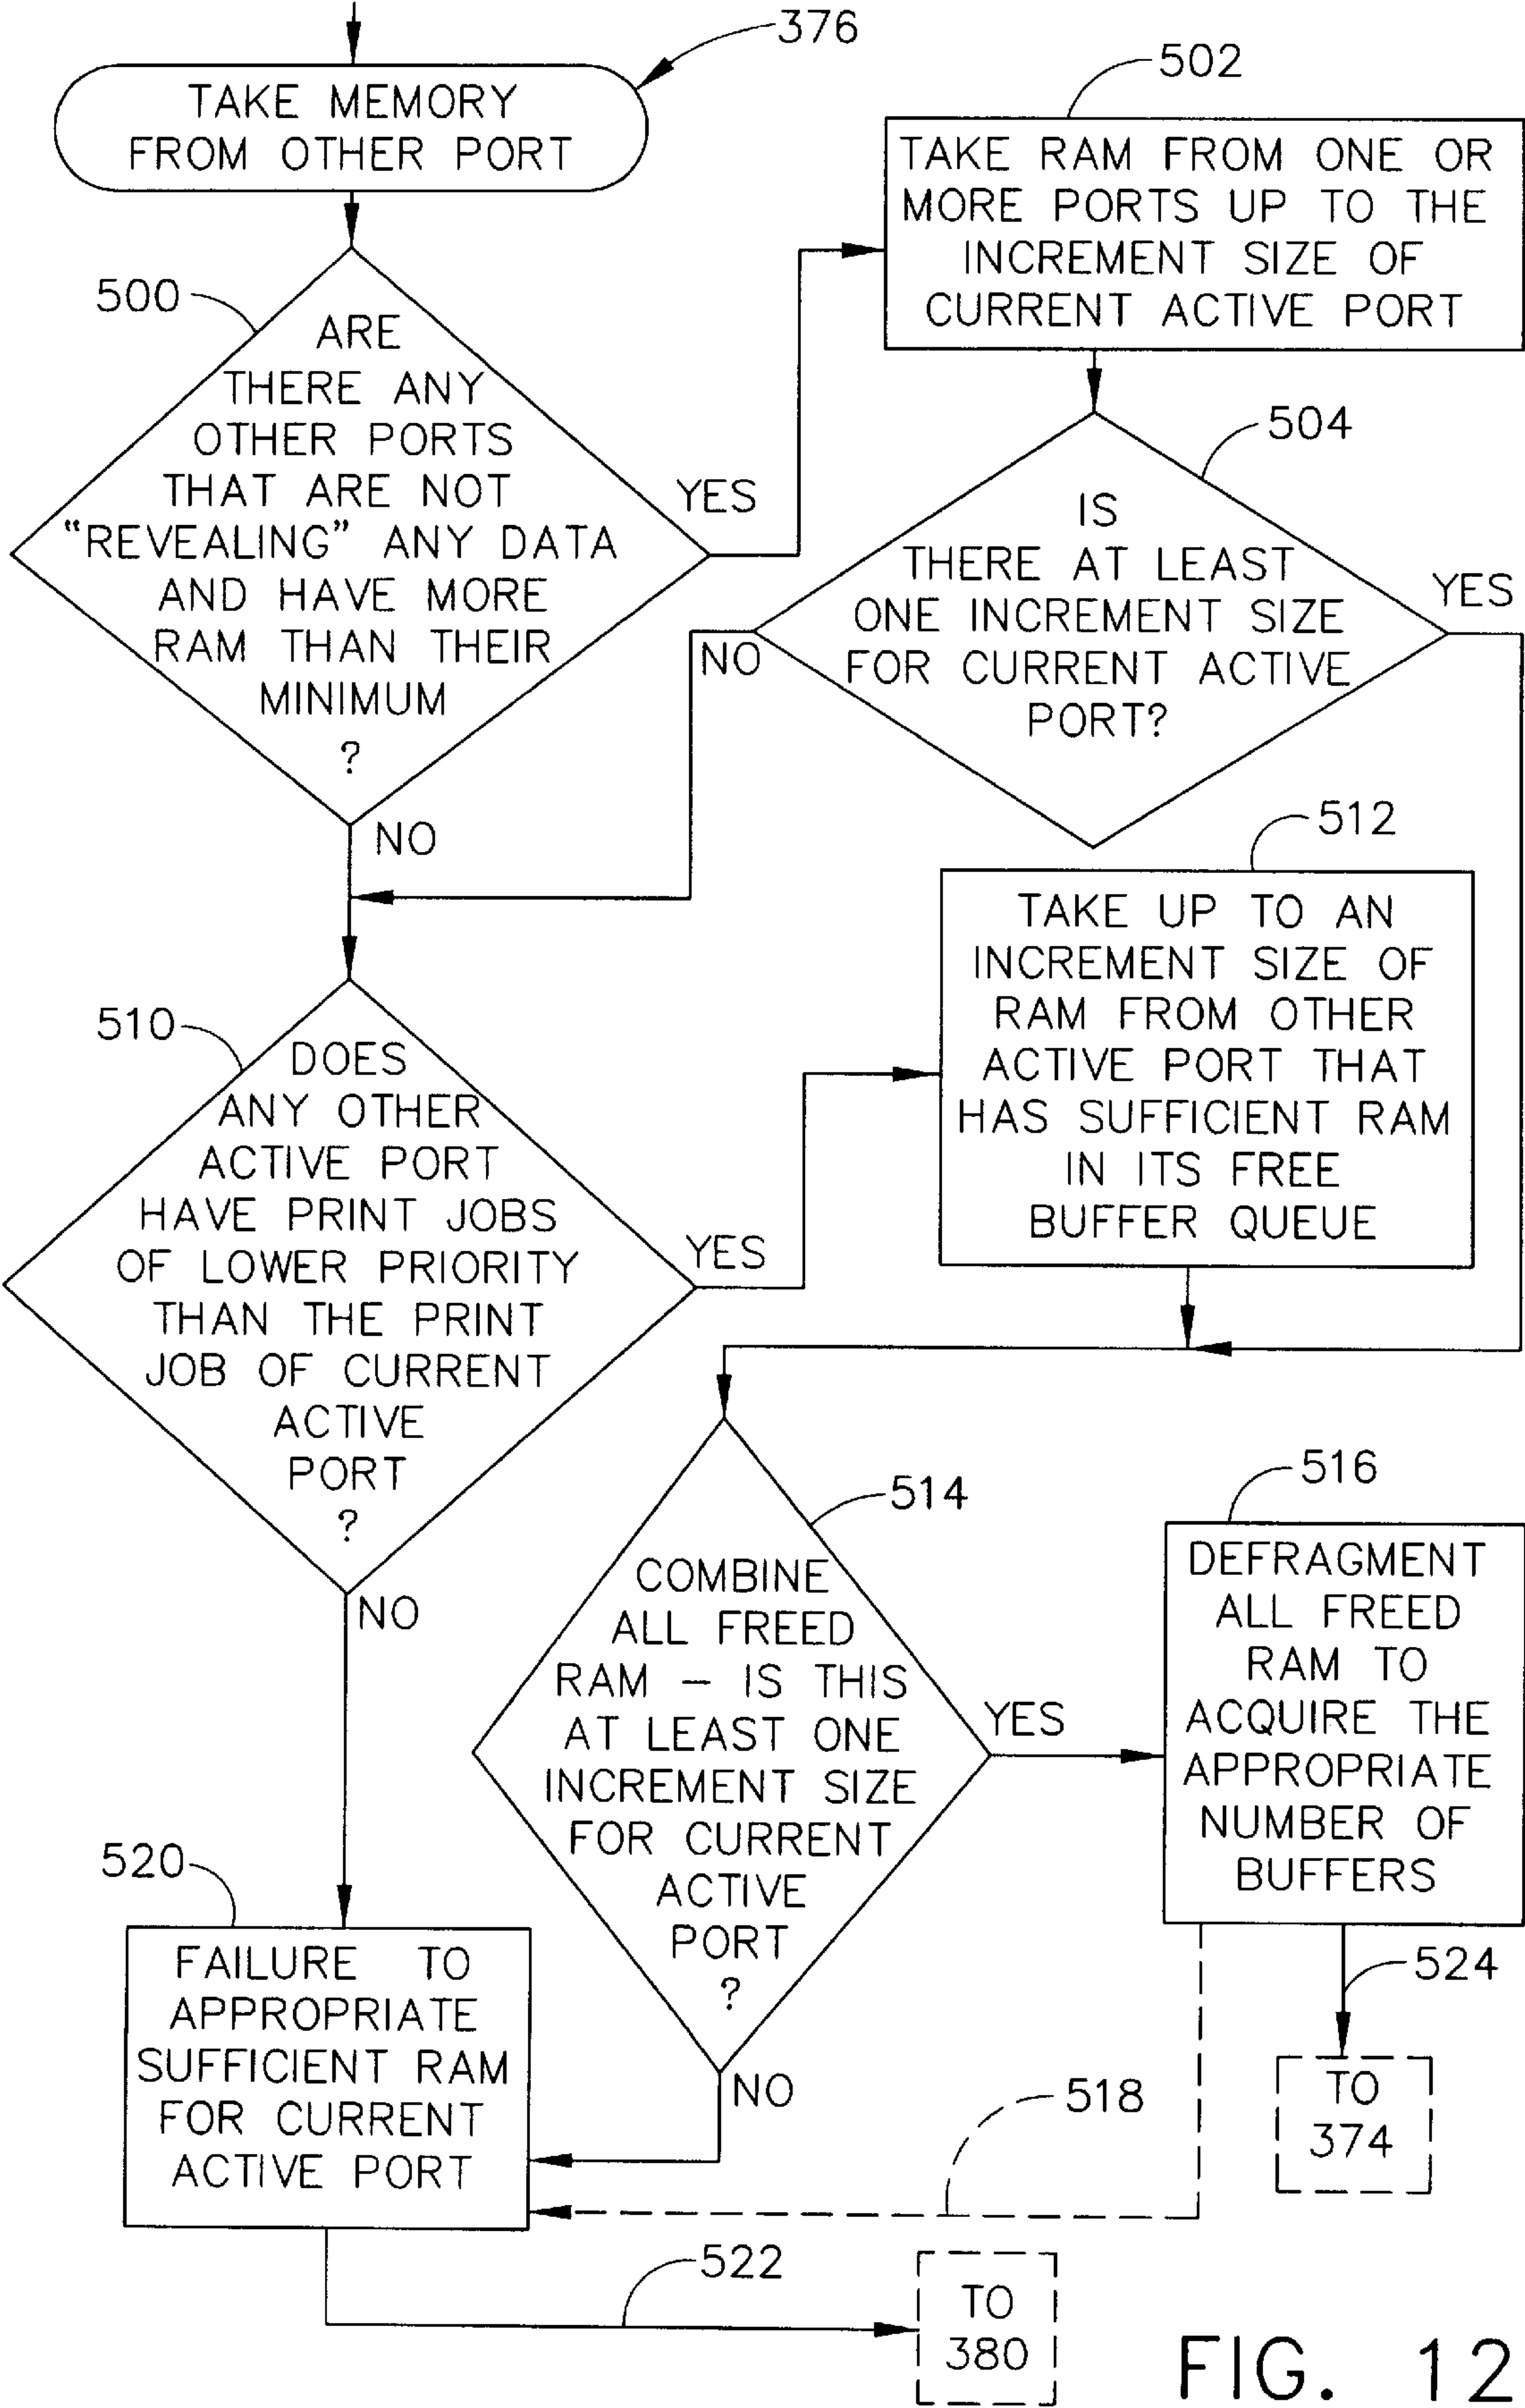 376
TAKE MEMORY
FROM OTHER PORT
502
TAKE RAM FROM ONE OR
MORE PORTS UP TO THE
INCREMENT SIZE OF
CURRENT ACTIVE PORT
500
ARE
THERE ANY
OTHER PORTS
THAT ARE NOT
“REVEALING” ANY DATA
AND HAVE MORE
RAM THAN THEIR
MINIMUM
?
YES
NO
504
IS
THERE AT LEAST
ONE INCREMENT SIZE
FOR CURRENT ACTIVE
PORT?
YES
NO
512
TAKE UP TO AN
INCREMENT SIZE OF
RAM FROM OTHER
ACTIVE PORT THAT
HAS SUFFICIENT RAM
IN ITS FREE
BUFFER QUEUE
510
DOES
ANY OTHER
ACTIVE PORT
HAVE PRINT JOBS
OF LOWER PRIORITY
THAN THE PRINT
JOB OF CURRENT
ACTIVE
PORT
?
YES
NO
514
COMBINE
ALL FREED
RAM – IS THIS
AT LEAST ONE
INCREMENT SIZE
FOR CURRENT
ACTIVE
PORT
?
YES
NO
516
DEFRAGMENT
ALL FREED
RAM TO
ACQUIRE THE
APPROPRIATE
NUMBER OF
BUFFERS
520
FAILURE TO
APPROPRIATE
SUFFICIENT RAM
FOR CURRENT
ACTIVE PORT
524
TO
374
518
522
TO
380
FIG. 12